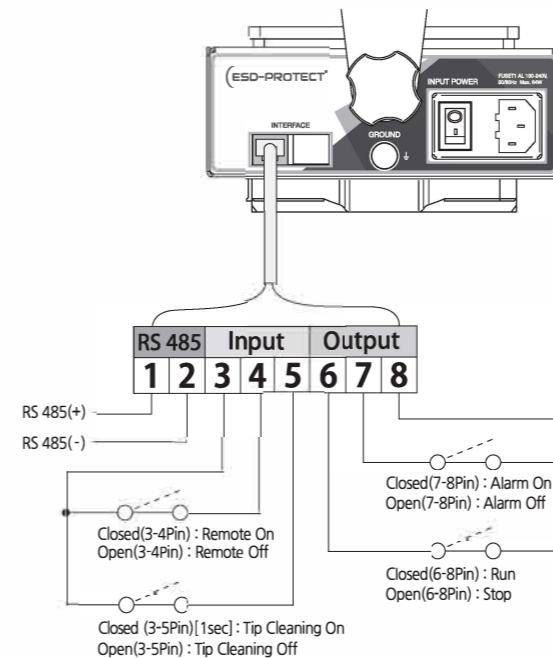 (ESD-PROTECT®
INPUT POWER
FUSET1 AL 100-240V,
50/60Hz Max. 64W
INTERFACE
GROUND
RS 485 Input Output
1 2 3 4 5 6 7 8
RS 485(+)
RS 485(-)
Closed(7-8Pin) : Alarm On
Open(7-8Pin) : Alarm Off
Closed(3-4Pin) : Remote On
Open(3-4Pin) : Remote Off
Closed(6-8Pin) : Run
Open(6-8Pin) : Stop
Closed (3-5Pin)[1sec] : Tip Cleaning On
Open(3-5Pin) : Tip Cleaning Off